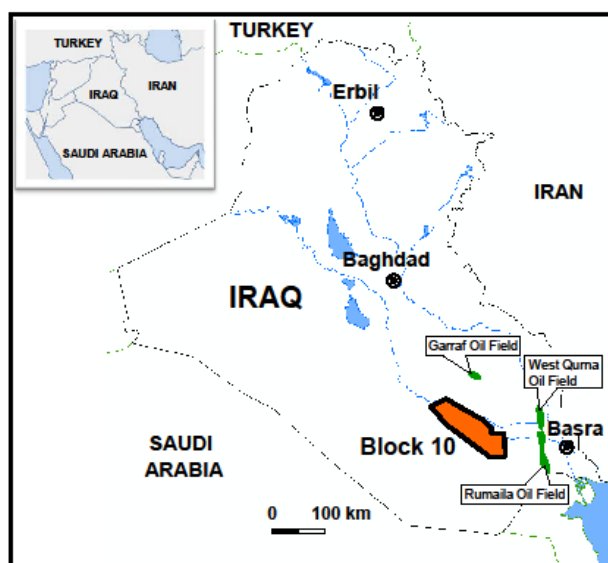 TURKEY
TURKEY
IRAQ
IRAN
SAUDI ARABIA
Erbil
IRAN
Baghdad
IRAQ
Garraf Oil Field
West Qurna
Oil Field
Block 10
Basra
SAUDI
ARABIA
Rumaila Oil Field
0 100 km